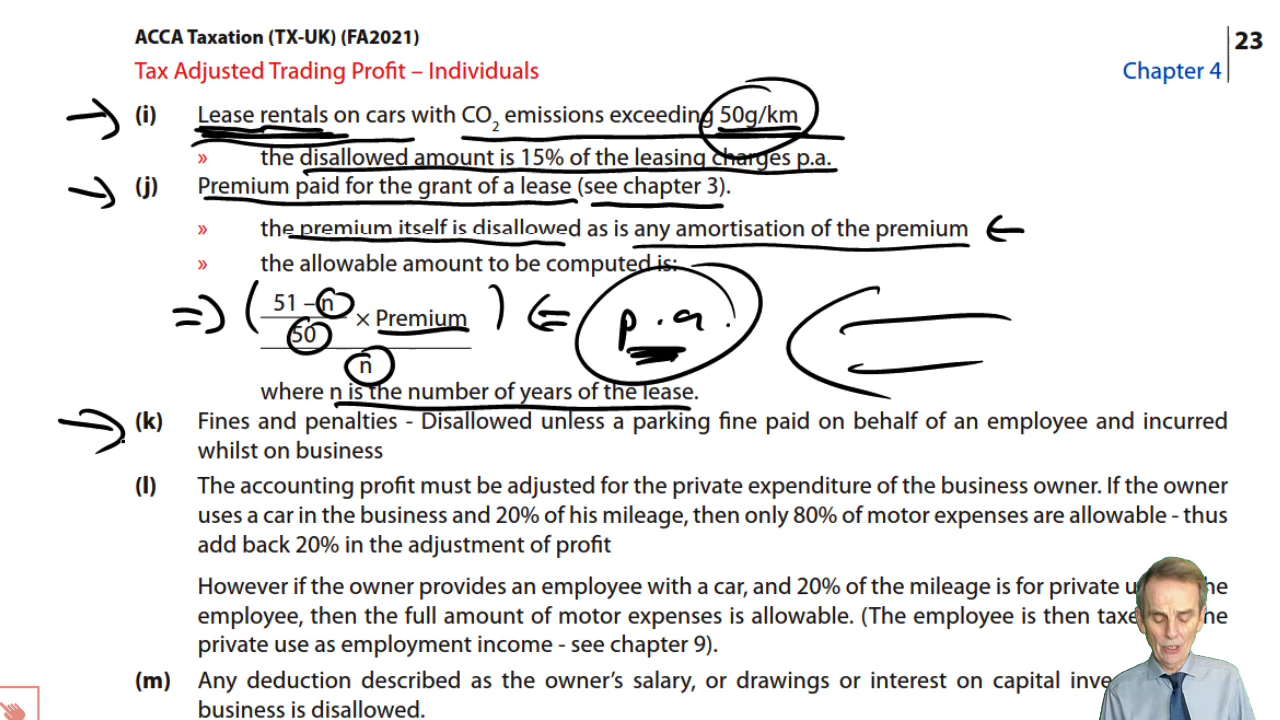 ACCA Taxation (TX-UK) (FA2021)
23
Tax Adjusted Trading Profit – Individuals
Chapter 4
(i) Lease rentals on cars with CO2 emissions exceeding 50g/km
» the disallowed amount is 15% of the leasing charges p.a.
(j) Premium paid for the grant of a lease (see chapter 3).
» the premium itself is disallowed as is any amortisation of the premium
» the allowable amount to be computed is:
51 – n
50
× Premium
p.a.
n
where n is the number of years of the lease.
(k) Fines and penalties - Disallowed unless a parking fine paid on behalf of an employee and incurred
whilst on business
(l) The accounting profit must be adjusted for the private expenditure of the business owner. If the owner
uses a car in the business and 20% of his mileage, then only 80% of motor expenses are allowable - thus
add back 20% in the adjustment of profit
However if the owner provides an employee with a car, and 20% of the mileage is for private
employee, then the full amount of motor expenses is allowable. (The employee is then
private use as employment income - see chapter 9).
(m) Any deduction described as the owner's salary, or drawings or interest on capital
business is disallowed.